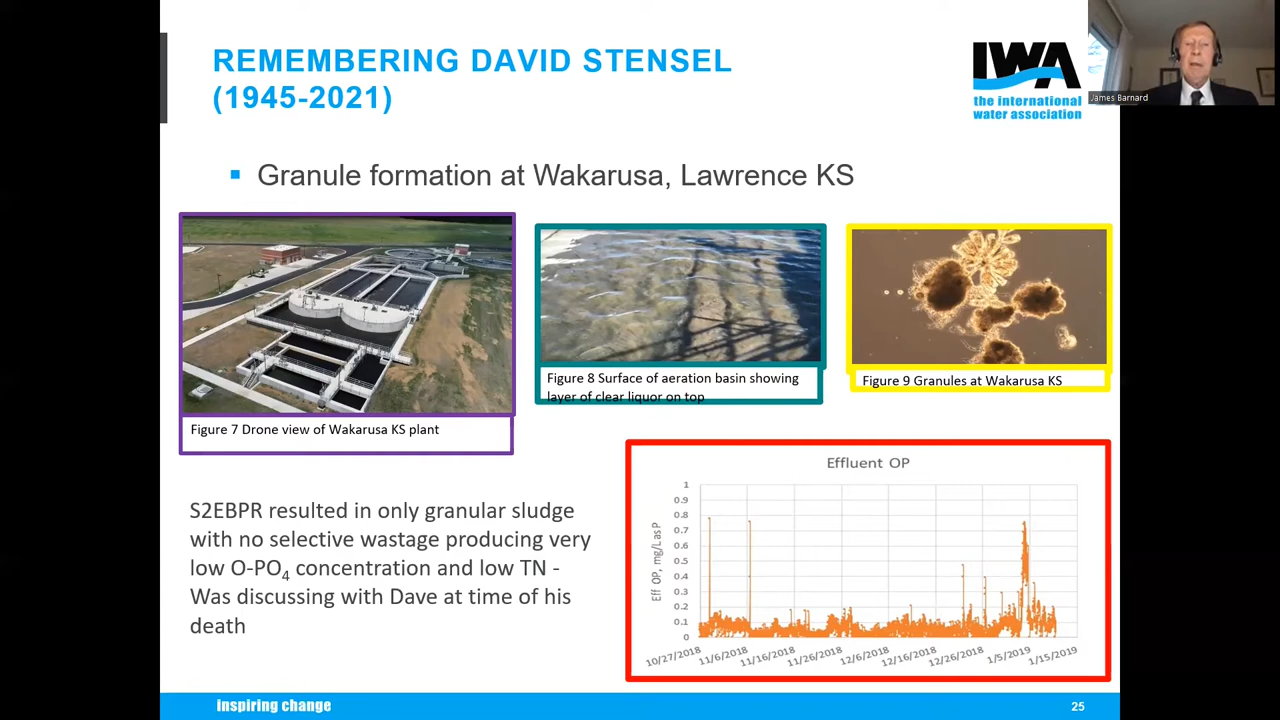 REMEMBERING DAVID STENSEL
(1945-2021)
IWA
the international
water association
James Barnard
Granule formation at Wakarusa, Lawrence KS
Figure 7 Drone view of Wakarusa KS plant
Figure 8 Surface of aeration basin showing
layer of clear liquor on top
Figure 9 Granules at Wakarusa KS
S2EBPR resulted in only granular sludge
with no selective wastage producing very
low O-PO4 concentration and low TN -
Was discussing with Dave at time of his
death
Effluent OP
Eff OP, mg/L as P
1
0.9
0.8
0.7
0.6
0.5
0.4
0.3
0.2
0.1
0
10/27/2018
11/6/2018
11/16/2018
11/26/2018
12/6/2018
12/16/2018
12/26/2018
1/5/2019
1/15/2019
inspiring change
25